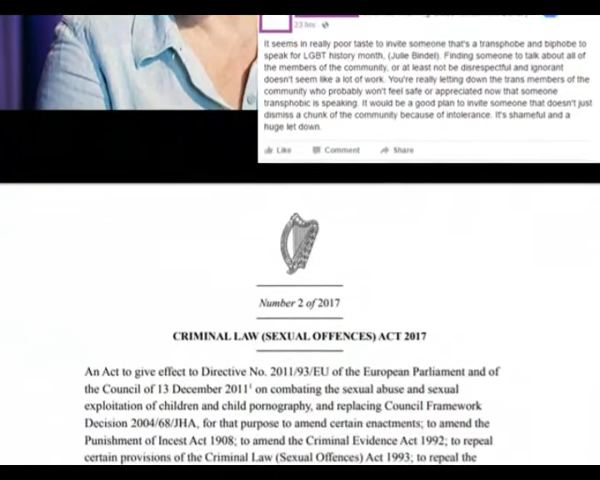 23 hrs
It seems in really poor taste to invite someone that's a transphobe and biphobe to
speak for LGBT history month, (Julie Bindel). Finding someone to talk about all of
the members of the community, or at least not be disrespectful and ignorant
doesn't seem like a lot of work. You're really letting down the trans members of the
community who probably won't feel safe or appreciated now that someone
transphobic is speaking. It would be a good plan to invite someone that doesn't just
dismiss a chunk of the community because of intolerance. It's shameful and a
huge let down.
Like Comment Share
Number 2 of 2017
CRIMINAL LAW (SEXUAL OFFENCES) ACT 2017
An Act to give effect to Directive No. 2011/93/EU of the European Parliament and of
the Council of 13 December 2011¹ on combating the sexual abuse and sexual
exploitation of children and child pornography, and replacing Council Framework
Decision 2004/68/JHA, for that purpose to amend certain enactments; to amend the
Punishment of Incest Act 1908; to amend the Criminal Evidence Act 1992; to repeal
certain provisions of the Criminal Law (Sexual Offences) Act 1993; to repeal the